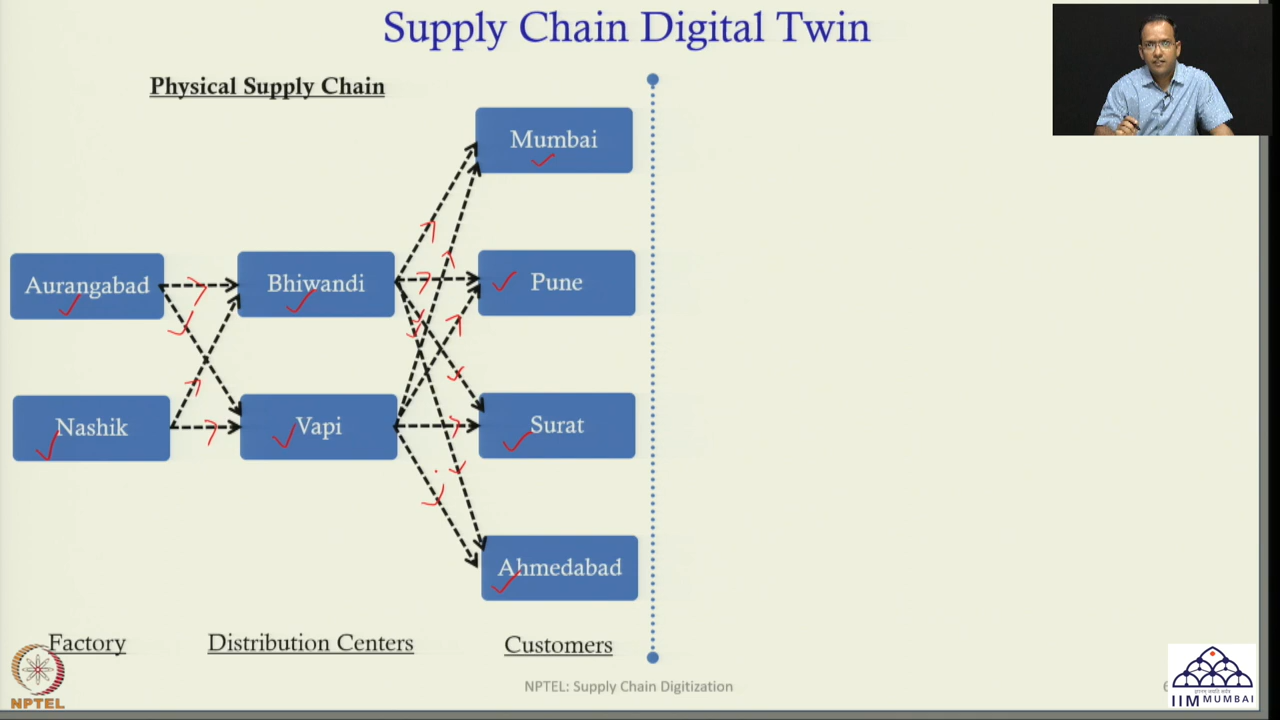 Supply Chain Digital Twin
Physical Supply Chain
Mumbai
Aurangabad
Bhiwandi
Pune
Nashik
Vapi
Surat
Ahmedabad
Factory
Distribution Centers
Customers
NPTEL
NPTEL: Supply Chain Digitization
IIM MUMBAI